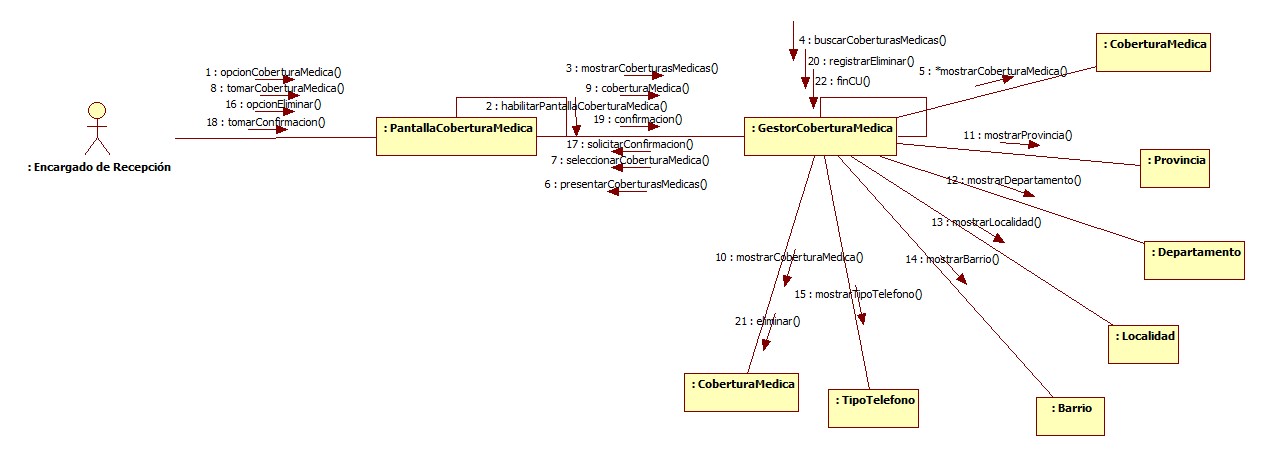 4 : buscarCoberturasMedicas()
: CoberturaMedica
20 : registrarEliminar()
3 : mostrarCoberturasMedicas()
5 : *mostrarCoberturaMedica()
1 : opcionCoberturaMedica()
22 : finCU()
8 : tomarCoberturaMedica()
9 : coberturaMedica()
16 : opcionEliminar()
2 : habilitarPantallaCoberturaMedica()
18 : tomarConfirmacion()
19 : confirmacion()
: PantallaCoberturaMedica
: GestorCoberturaMedica
11 : mostrarProvincia()
17 : solicitarConfirmacion()
7 : seleccionarCoberturaMedica()
: Provincia
: Encargado de Recepción
12 : mostrarDepartamento()
6 : presentarCoberturasMedicas()
13 : mostrarLocalidad()
: Departamento
10 : mostrarCoberturaMedica()
14 : mostrarBarrio()
15 : mostrarTipoTelefono()
21 : eliminar()
: Localidad
: CoberturaMedica
: TipoTelefono
: Barrio